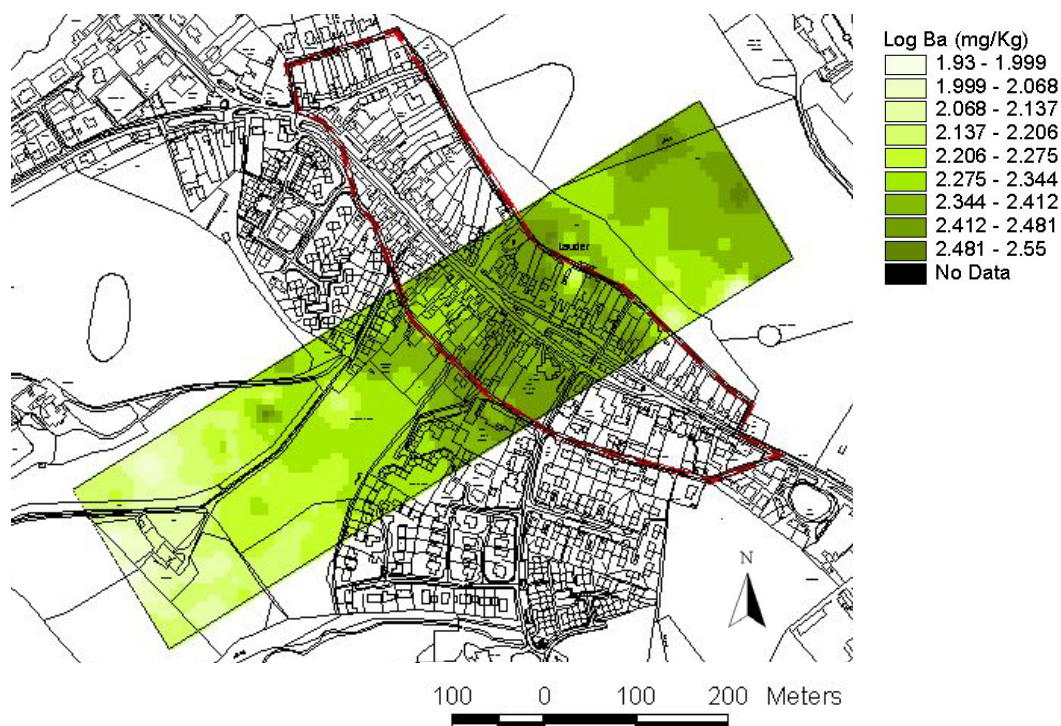 Log Ba (mg/Kg)
1.93 - 1.999
1.999 - 2.068
2.068 - 2.137
2.137 - 2.206
2.206 - 2.275
2.275 - 2.344
2.344 - 2.412
2.412 - 2.481
2.481 - 2.55
No Data
Lauder
N
100 0 100 200 Meters